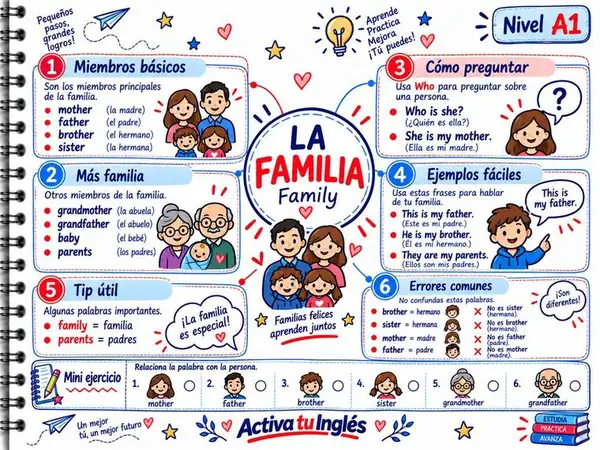 Pequeños
pasos,
grandes
logros!
Aprende
Practica
Mejora
¡Tú puedes!
Nivel A1
1 Miembros básicos
Son los miembros principales
de la familia.
mother (la madre)
father (el padre)
brother (el hermano)
sister (la hermana)
2 Más familia
Otros miembros de la familia.
grandmother (la abuela)
grandfather (el abuelo)
baby (el bebé)
parents (los padres)
LA
FAMILIA
Family
3 Cómo preguntar
Usa Who para preguntar sobre
una persona.
Who is she?
(¿Quién es ella?)
She is my mother.
(Ella es mi madre.)
?
4 Ejemplos fáciles
Usa estas frases para hablar
de tu familia.
This is my father.
(Este es mi padre.)
He is my brother.
(Él es mi hermano.)
They are my parents.
(Ellos son mis padres.)
This is
my father.
5 Tip útil
Algunas palabras importantes.
family = familia
parents = padres
¡La familia
es especial!
Familias felices
aprenden juntos
6 Errores comunes
No confundas estas palabras.
brother = hermana × No es sister
(hermana).
sister = hermana × No es brother
(hermano).
mother = madre × No es father
(padre).
father = padre × No es mother
(madre).
¡Son
diferentes!
Mini ejercicio
Relaciona la palabra con la persona.
1. mother
2. father
3. brother
4. sister
5. grandmother
6. grandfather
Un mejor
tú, un mejor futuro
Activa tu Inglés
ESTUDIA
PRÁCTICA
AVANZA